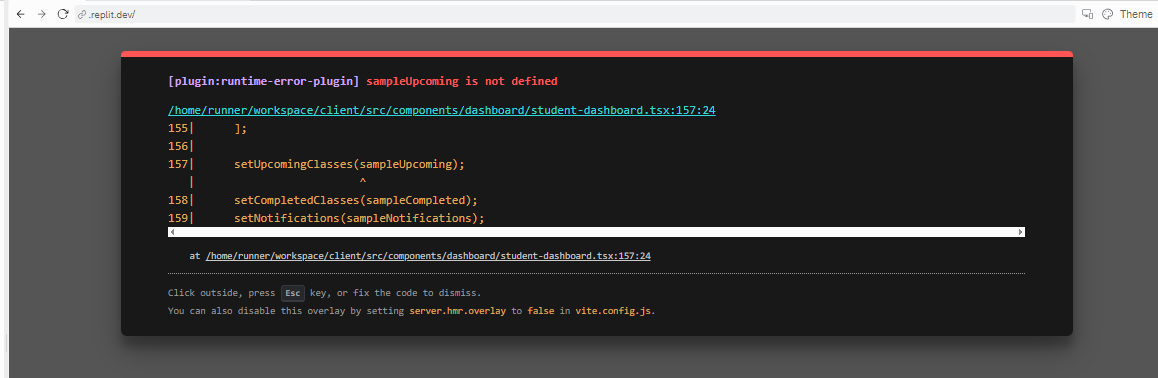 .replit.dev/
Theme
[plugin:runtime-error-plugin] sampleUpcoming is not defined
/home/runner/workspace/client/src/components/dashboard/student-dashboard.tsx:157:24
155|      ];
156|
157|      setUpcomingClasses(sampleUpcoming);
   |                         ^
158|      setCompletedClasses(sampleCompleted);
159|      setNotifications(sampleNotifications);
at /home/runner/workspace/client/src/components/dashboard/student-dashboard.tsx:157:24
Click outside, press Esc key, or fix the code to dismiss.
You can also disable this overlay by setting server.hmr.overlay to false in vite.config.js.